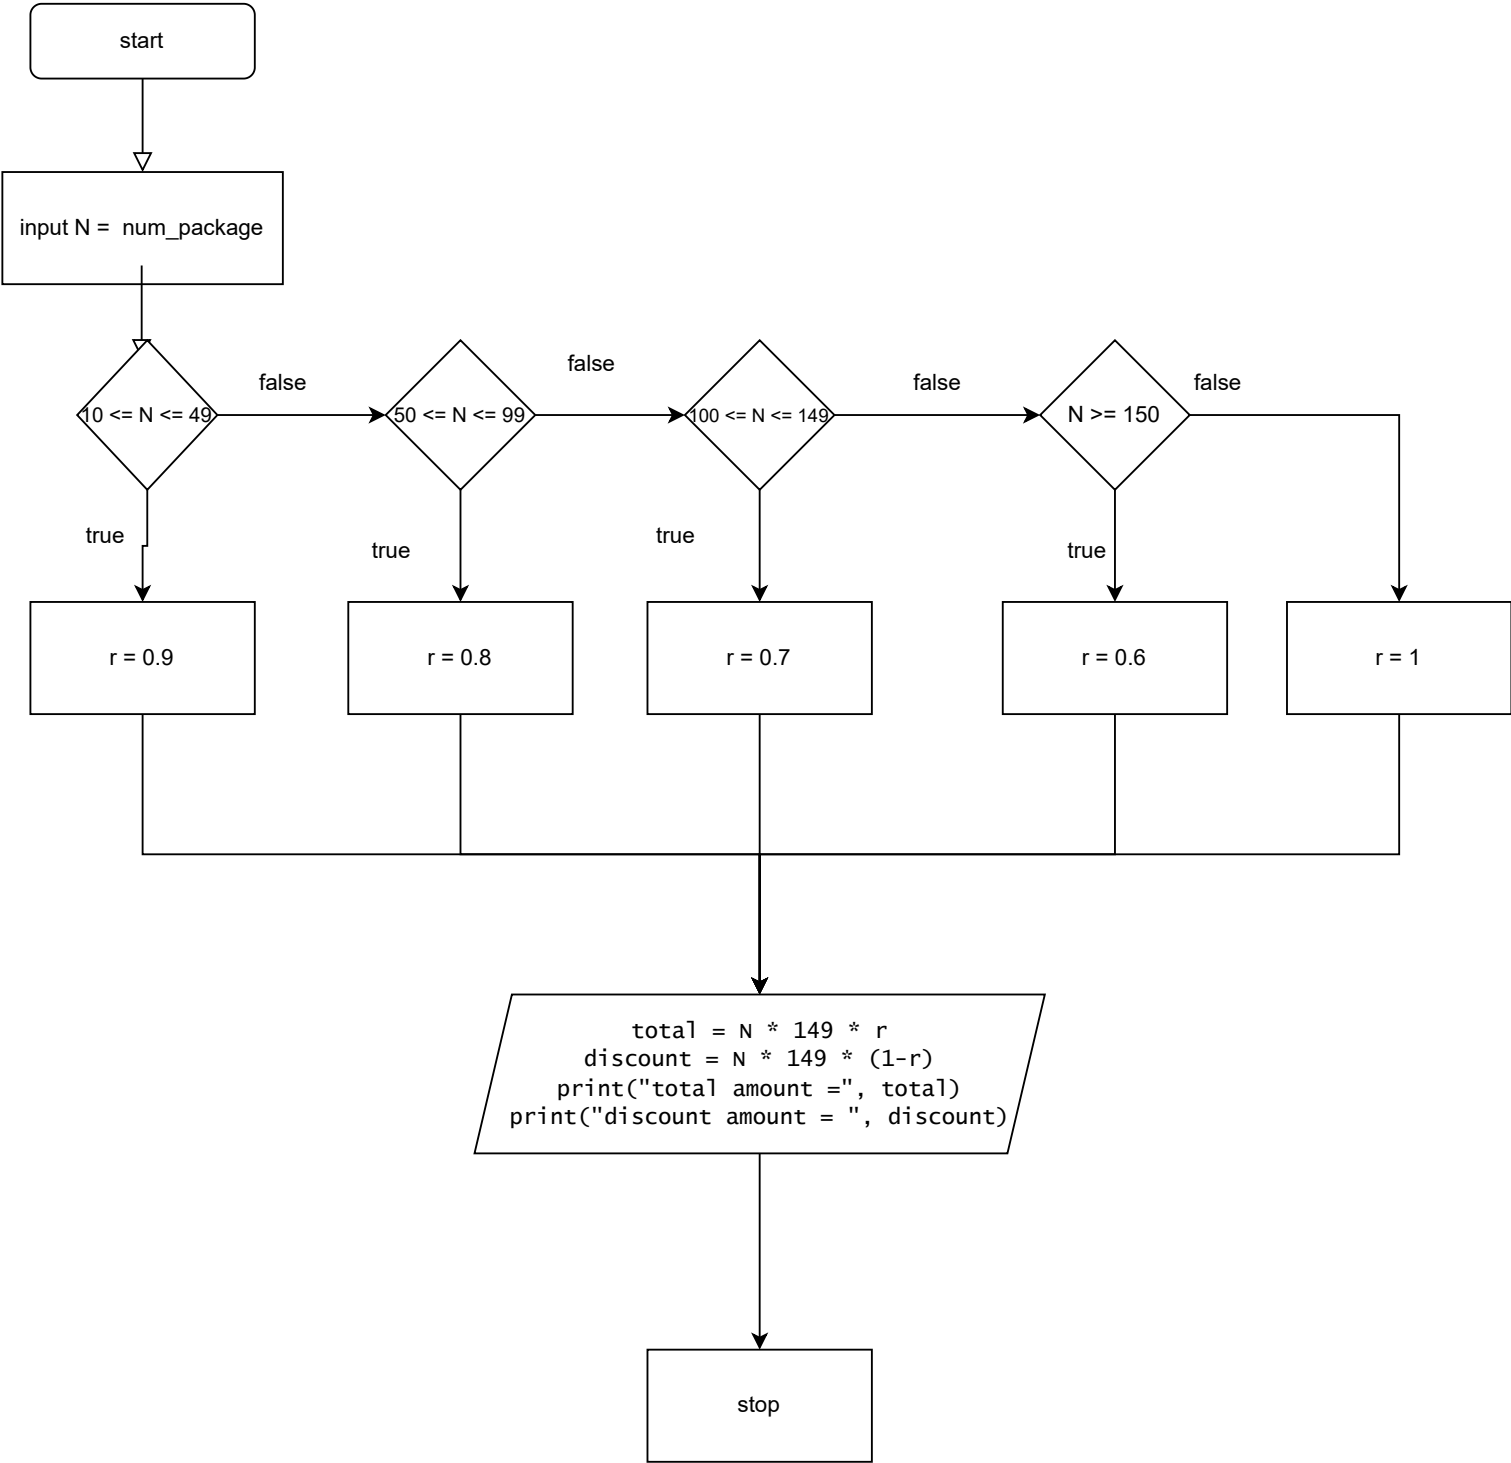 start
input N =  num_package
false
false
false
false
10 <= N <= 49
50 <= N <= 99
100 <= N <= 149
N >= 150
true
true
true
true
r = 0.9
r = 0.8
r = 0.7
r = 0.6
r = 1
total = N * 149 * r
discount = N * 149 * (1-r)
print("total amount =", total)
print("discount amount = ", discount)
stop